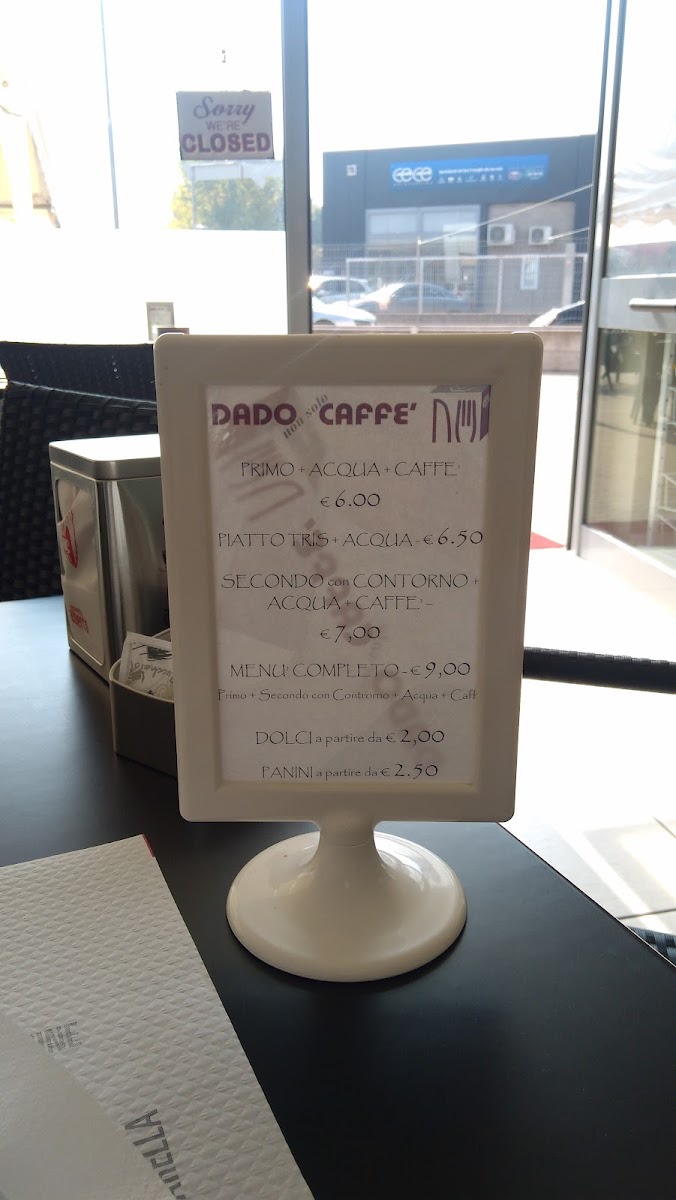 Sorry
WE'RE
CLOSED
cece
DADO non solo CAFFE'
PRIMO + ACQUA + CAFFE'
€ 6.00
PIATTO TRIS + ACQUA - € 6.50
SECONDO con CONTORNO +
ACQUA + CAFFE' –
€ 7,00
MENU' COMPLETO - € 9,00
Primo + Secondo con Controrno + Acqua + Caff
DOLCI a partire da € 2,00
PANINI a partire da € 2.50